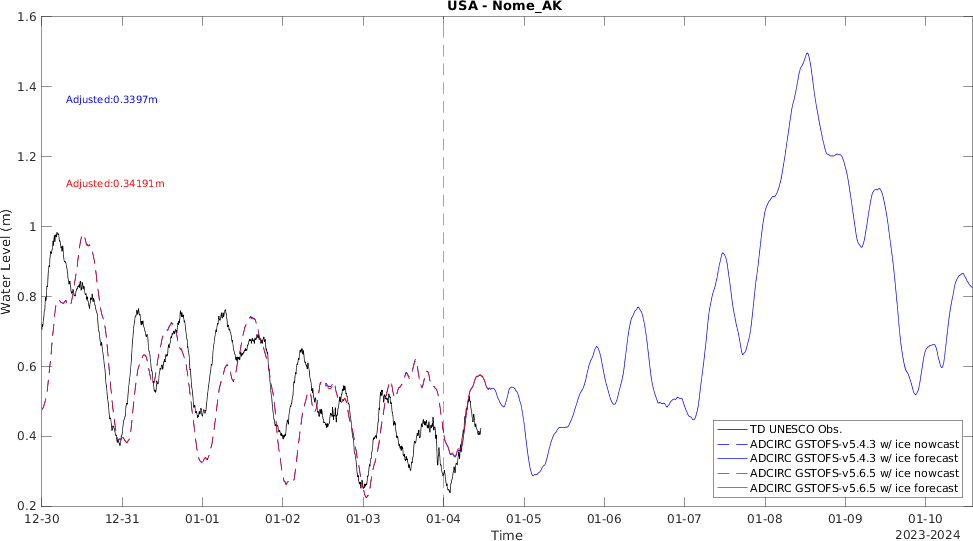 USA - Nome_AK
1.6
1.4
1.2
1
0.8
0.6
0.4
0.2
Water Level (m)
Adjusted:0.3397m
Adjusted:0.34191m
TD UNESCO Obs.
ADCIRC GSTOFS-v5.4.3 w/ ice nowcast
ADCIRC GSTOFS-v5.4.3 w/ ice forecast
ADCIRC GSTOFS-v5.6.5 w/ ice nowcast
ADCIRC GSTOFS-v5.6.5 w/ ice forecast
12-30 12-31 01-01 01-02 01-03 01-04 01-05 01-06 01-07 01-08 01-09 01-10
Time
2023-2024